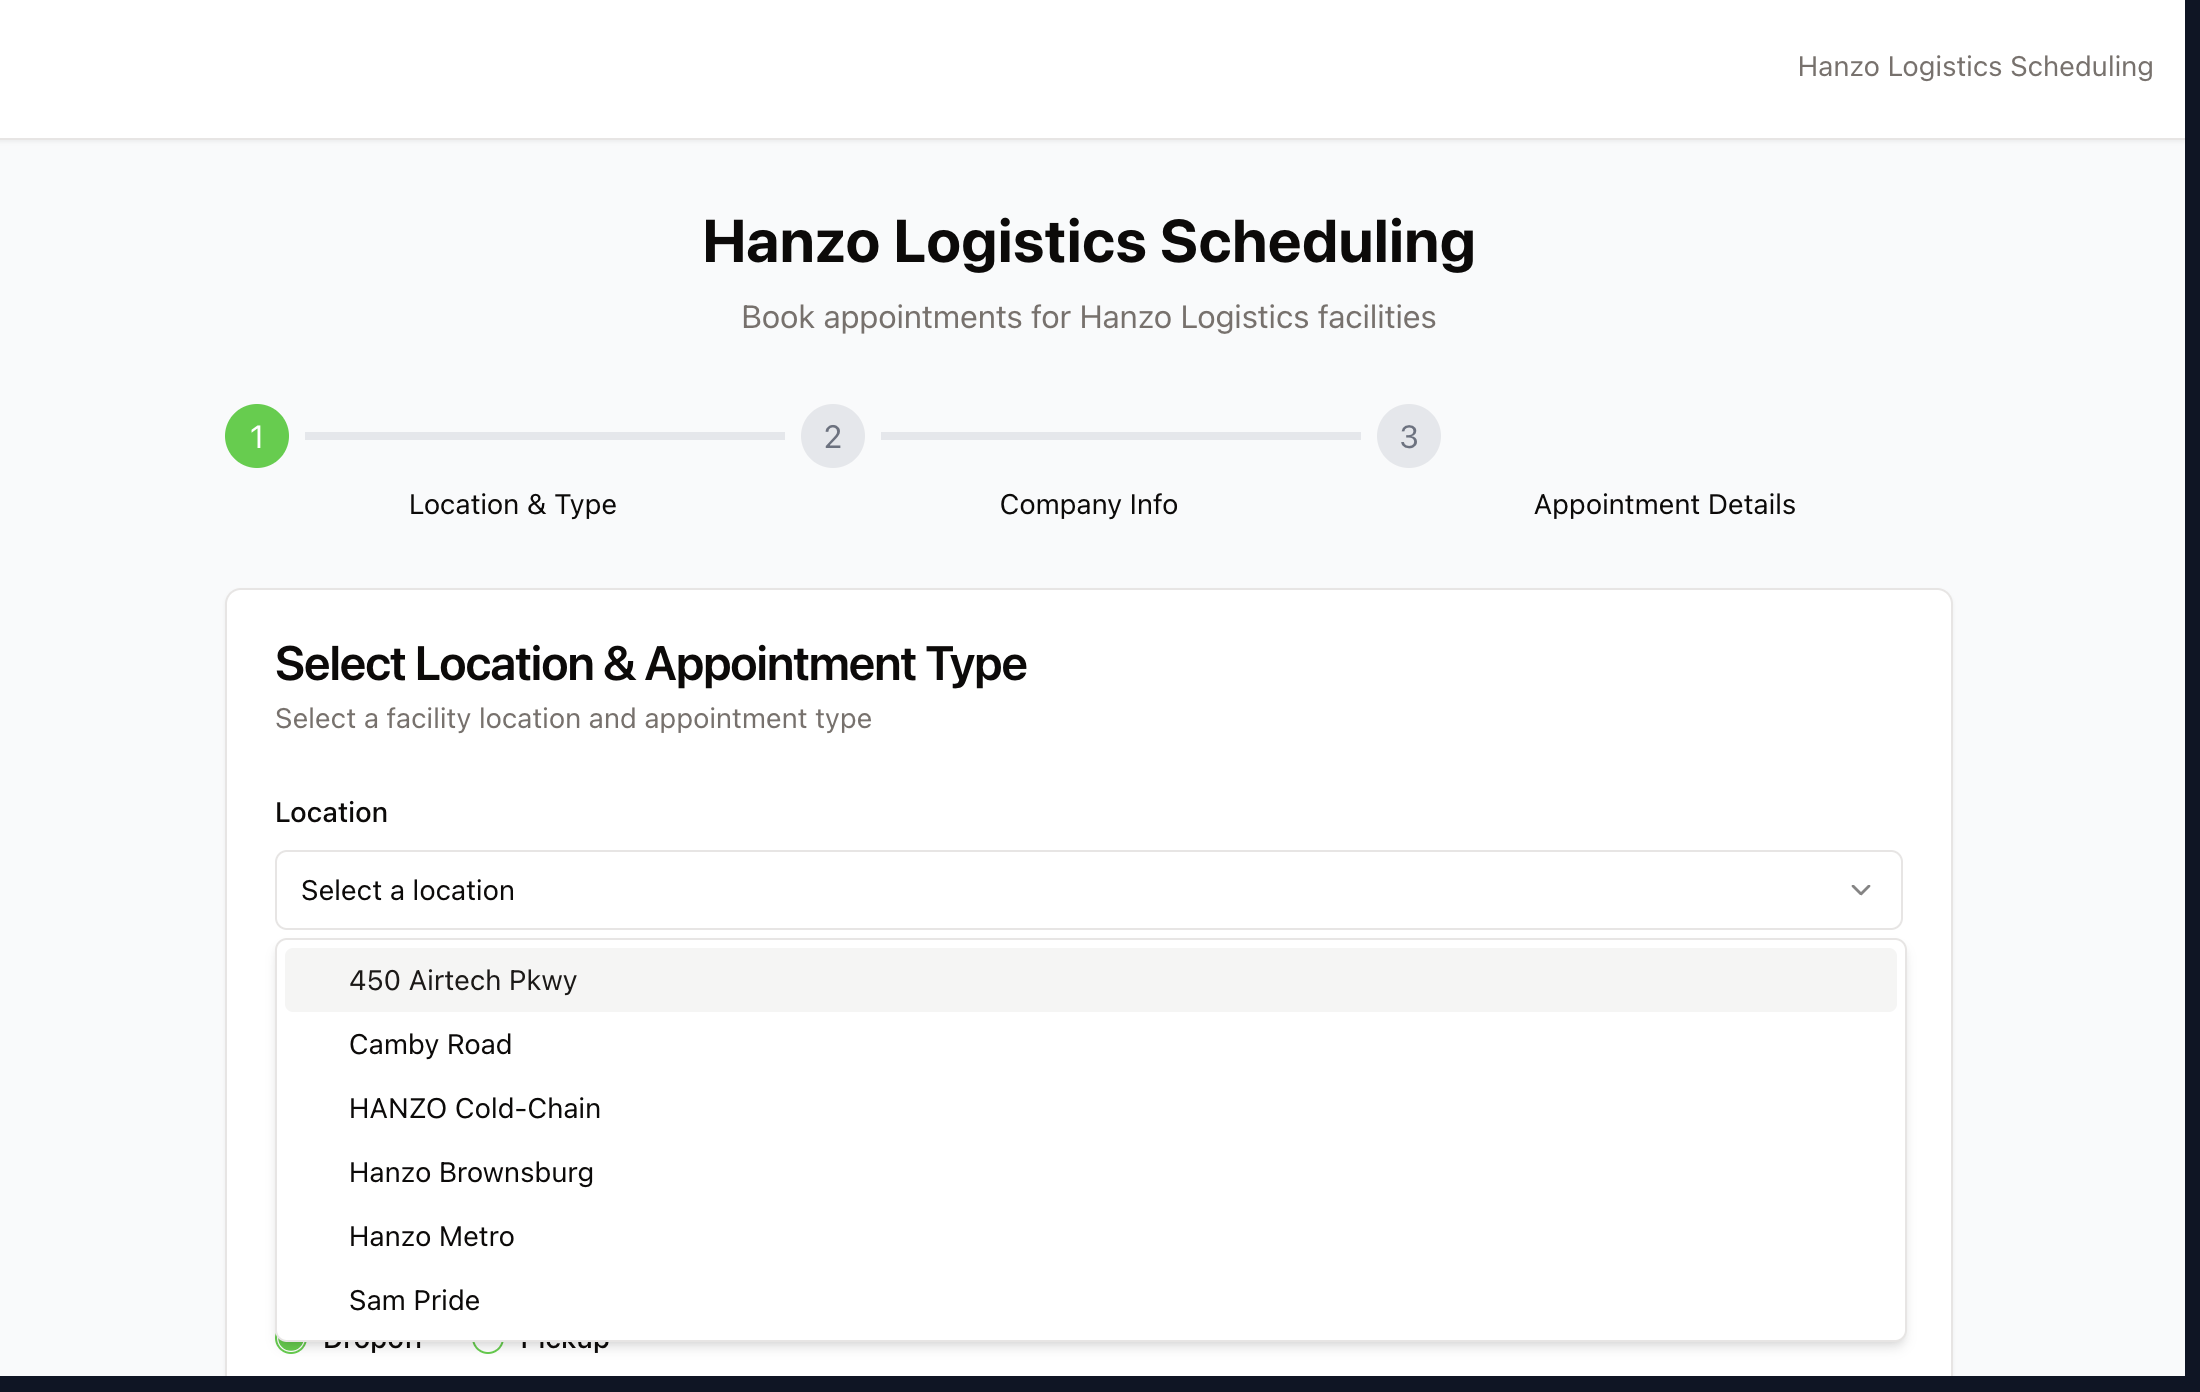 Hanzo Logistics Scheduling
Hanzo Logistics Scheduling
Book appointments for Hanzo Logistics facilities
1
2
3
Location & Type
Company Info
Appointment Details
Select Location & Appointment Type
Select a facility location and appointment type
Location
Select a location
450 Airtech Pkwy
Camby Road
HANZO Cold-Chain
Hanzo Brownsburg
Hanzo Metro
Sam Pride
Dropoff Pickup